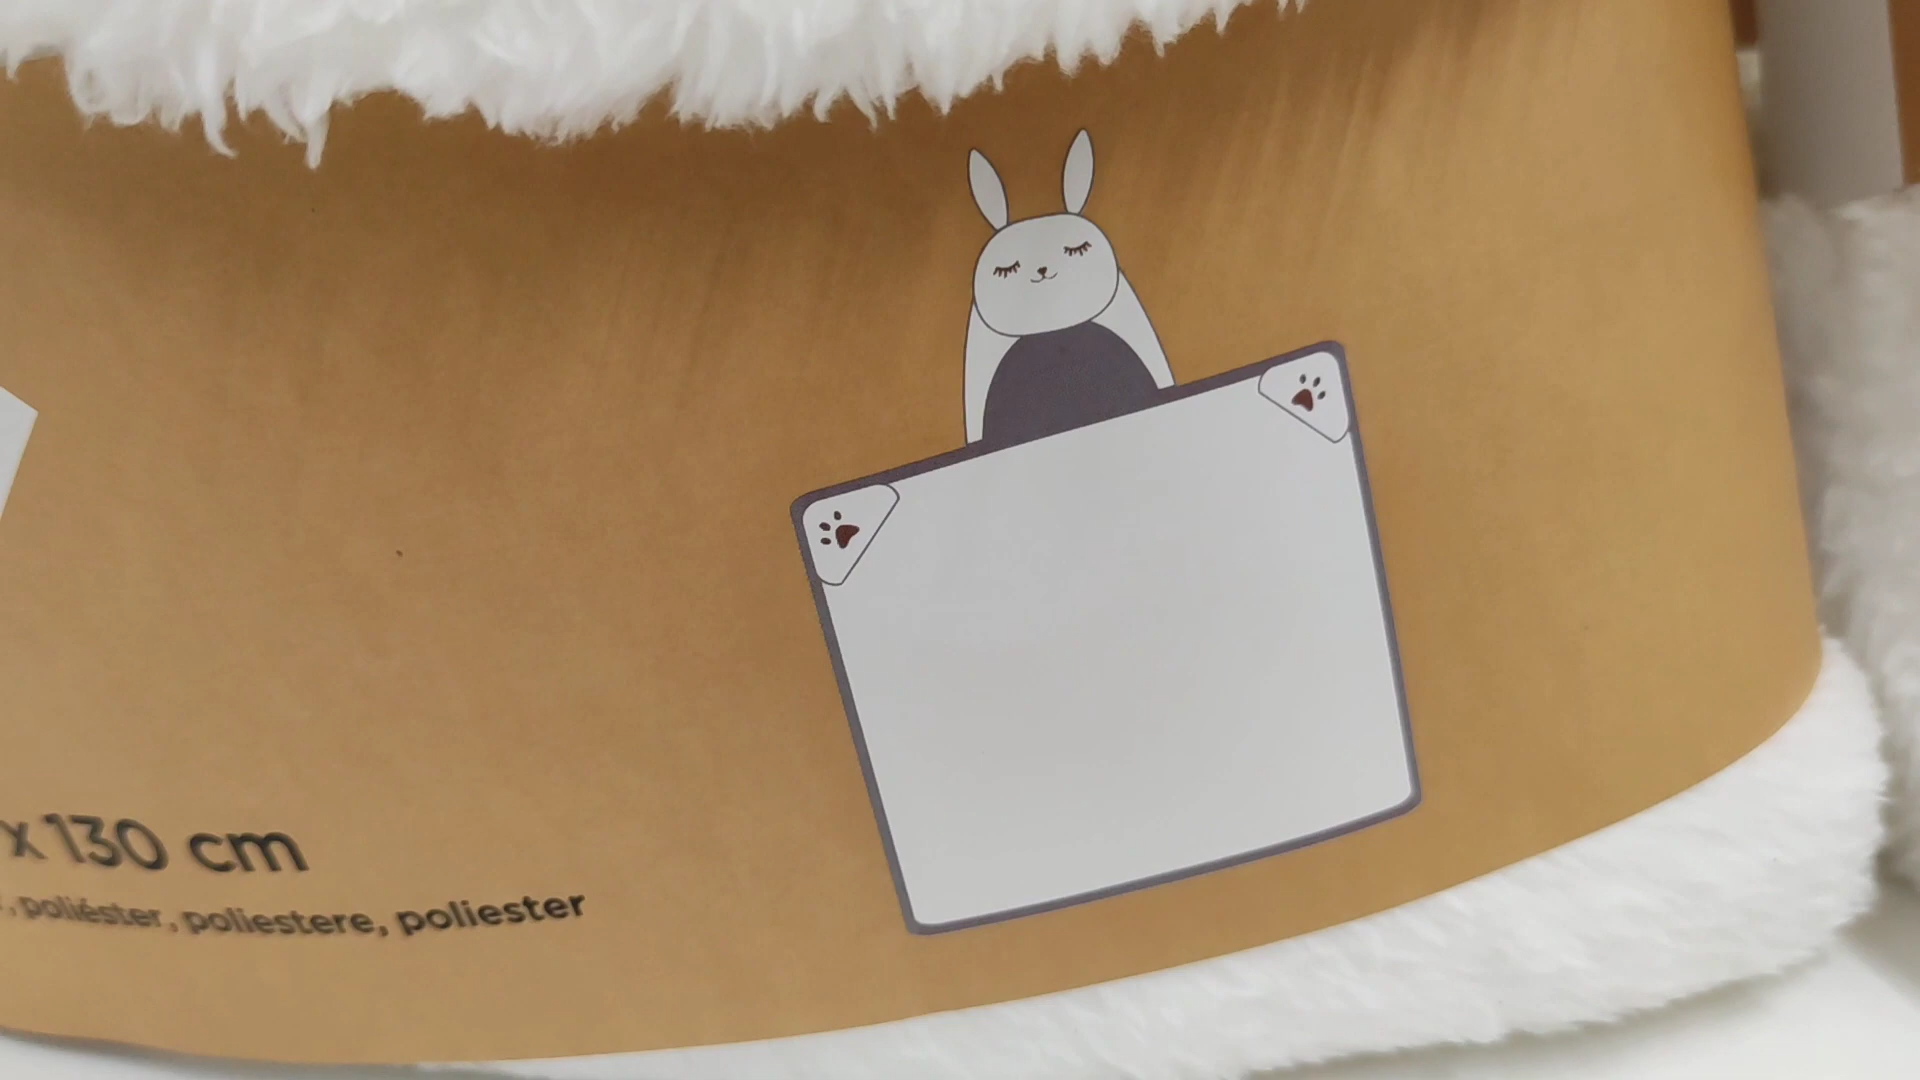 x 130 cm
, poliéster, poliestere, poliester